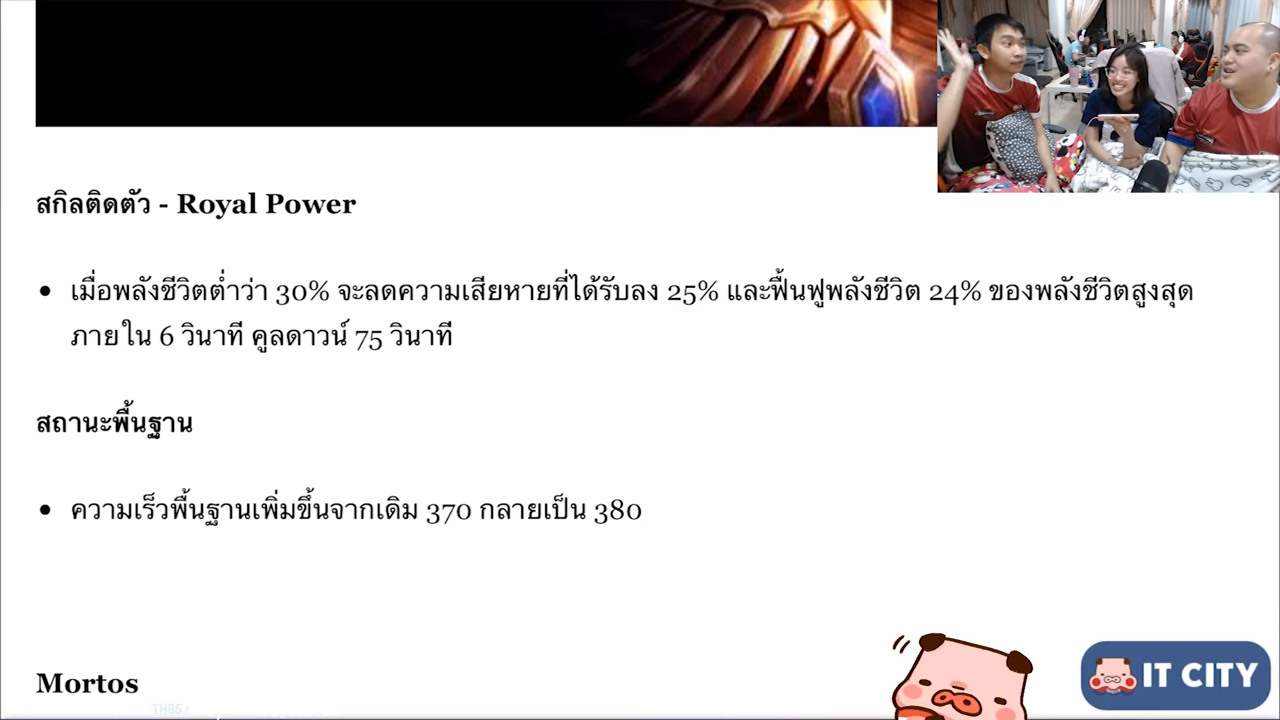 สกิลติดตัว - Royal Power
• เมื่อพลังชีวิตต่ำว่า 30% จะลดความเสียหายที่ได้รับลง 25% และฟื้นฟูพลังชีวิต 24% ของพลังชีวิตสูงสุด
ภายใน 6 วินาที คูลดาวน์ 75 วินาที
สถานะพื้นฐาน
• ความเร็วพื้นฐานเพิ่มขึ้นจากเดิม 370 กลายเป็น 380
Mortos
IT CITY